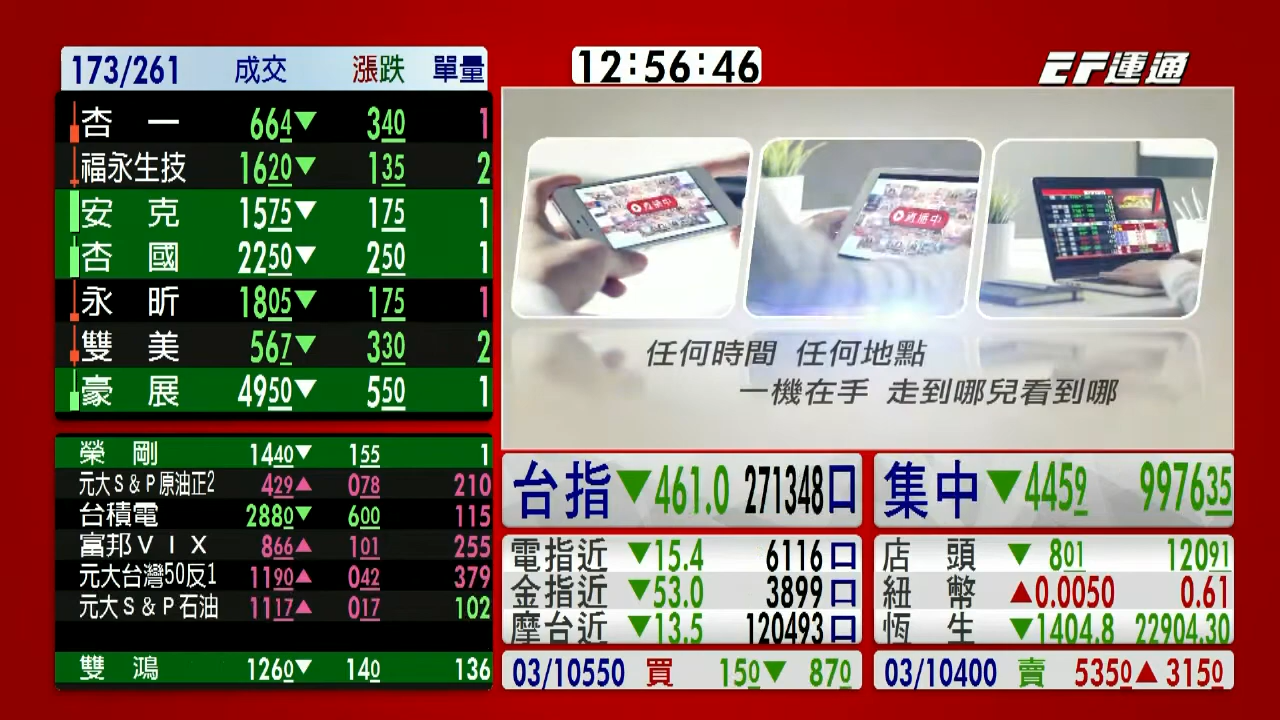 173/261 成交 漲跌 單量
杏一 664▼ 340 1
福永生技 1620▼ 135 2
安克 1575▼ 175 1
杏國 2250▼ 250 1
永昕 1805▼ 175 1
雙美 567▼ 330 2
豪展 4950▼ 550 1
榮剛 1440▼ 155 1
元大S&P原油正2 429▲ 078 210
台積電 2880▼ 600 115
富邦VIX 866▲ 101 255
元大台灣50反1 1190▲ 042 379
元大S&P石油 1117▲ 017 102
雙鴻 1260▼ 140 136
12:56:46
EF運通
直播中
直播中
任何時間 任何地點
一機在手 走到哪兒看到哪
台指▼461.0 271348口
集中▼4459 997635
電指近 ▼15.4 6116口
金指近 ▼53.0 3899口
摩台近 ▼13.5 120493口
店頭 ▼801 12091
紐幣 ▲0.0050 0.61
恆生 ▼1404.8 22904.30
03/10550 買 150▼ 870
03/10400 賣 5350▲ 3150